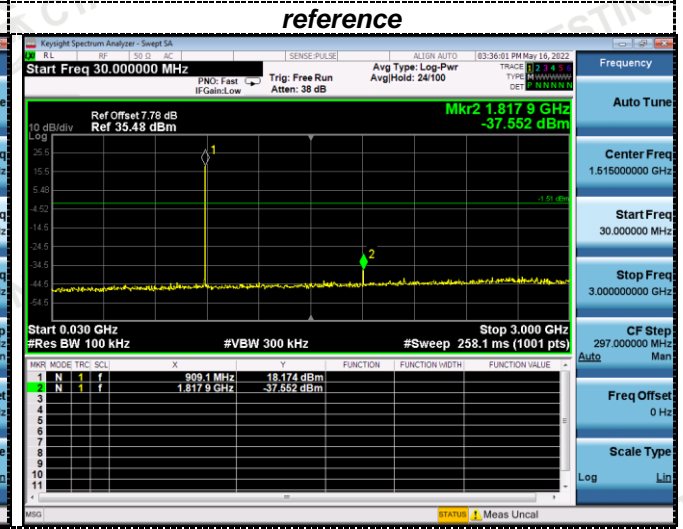 reference
Keysight Spectrum Analyzer - Swept SA
RL RF 50 Ω AC SENSE:PULSE ALIGN AUTO 03:36:01 PM May 16, 2022
Start Freq 30.000000 MHz
PNO: Fast
IFGain:Low
Trig: Free Run
Atten: 38 dB
Avg Type: Log-Pwr
Avg|Hold: 24/100
TRACE 1 2 3 4 5 6
TYPE M WWWWW
DET P N N N N N
Frequency
Auto Tune
Center Freq
1.515000000 GHz
Start Freq
30.000000 MHz
Stop Freq
3.000000000 GHz
CF Step
297.000000 MHz
Auto Man
Freq Offset
0 Hz
Scale Type
Log Lin
Ref Offset 7.78 dB
10 dB/div Ref 35.48 dBm
Log
Mkr2 1.817 9 GHz
-37.552 dBm
25.5
15.5
5.48
-4.52
-14.5
-24.5
-34.5
-44.5
-54.5
1
2
-1.51 dBm
Start 0.030 GHz Stop 3.000 GHz
#Res BW 100 kHz #VBW 300 kHz #Sweep 258.1 ms (1001 pts)
MKR MODE TRC SCL X Y FUNCTION FUNCTION WIDTH FUNCTION VALUE
1 N 1 f 909.1 MHz 18.174 dBm
2 N 1 f 1.817 9 GHz -37.552 dBm
3
4
5
6
7
8
9
10
11
MSG STATUS Meas Uncal